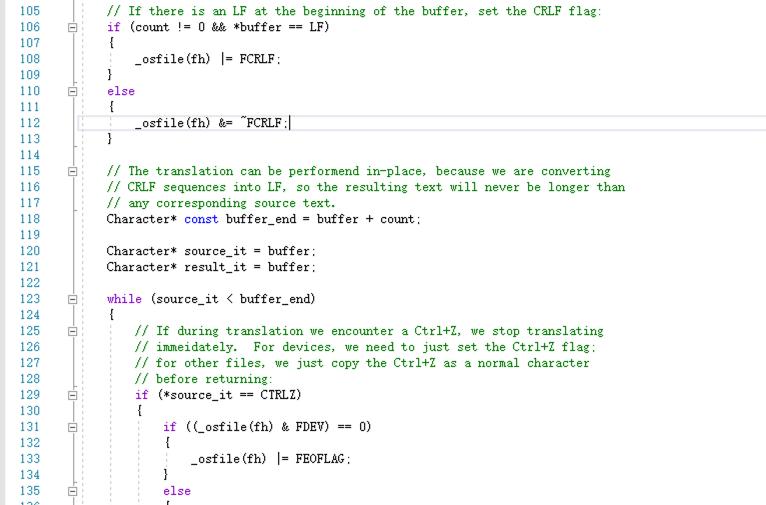 105 // If there is an LF at the beginning of the buffer, set the CRLF flag:
106 if (count != 0 && *buffer == LF)
107 {
108 _osfile(fh) |= FCRLF;
109 }
110 else
111 {
112 _osfile(fh) &= ~FCRLF;
113 }
114
115 // The translation can be performend in-place, because we are converting
116 // CRLF sequences into LF, so the resulting text will never be longer than
117 // any corresponding source text.
118 Character* const buffer_end = buffer + count;
119
120 Character* source_it = buffer;
121 Character* result_it = buffer;
122
123 while (source_it < buffer_end)
124 {
125 // If during translation we encounter a Ctrl+Z, we stop translating
126 // immeidately. For devices, we need to just set the Ctrl+Z flag;
127 // for other files, we just copy the Ctrl+Z as a normal character
128 // before returning:
129 if (*source_it == CTRLZ)
130 {
131 if ((_osfile(fh) & FDEV) == 0)
132 {
133 _osfile(fh) |= FEOFLAG;
134 }
135 else